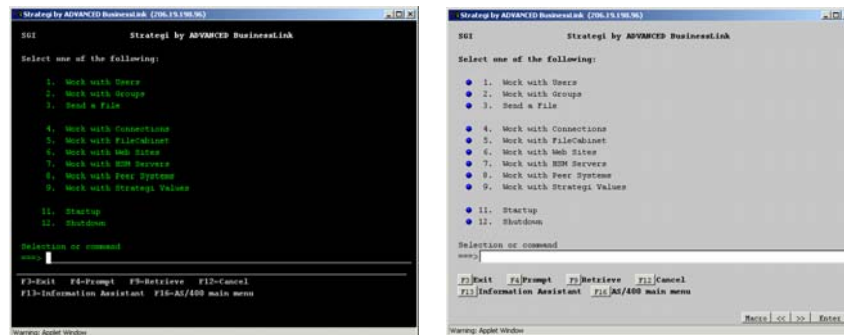 Strategi by ADVANCED BusinessLink (206.19.198.96)
SGI Strategi by ADVANCED BusinessLink
Select one of the following:
1. Work with Users
2. Work with Groups
3. Send a File
4. Work with Connections
5. Work with FileCabinet
6. Work with Web Sites
7. Work with HSM Servers
8. Work with Peer Systems
9. Work with Strategi Values
11. Startup
12. Shutdown
Selection or command
===>
F3=Exit F4=Prompt F9=Retrieve F12=Cancel
F13=Information Assistant F16=AS/400 main menu
Warning: Applet Window
Strategi by ADVANCED BusinessLink (206.19.198.96)
SGI Strategi by ADVANCED BusinessLink
Select one of the following:
1. Work with Users
2. Work with Groups
3. Send a File
4. Work with Connections
5. Work with FileCabinet
6. Work with Web Sites
7. Work with HSM Servers
8. Work with Peer Systems
9. Work with Strategi Values
11. Startup
12. Shutdown
Selection or command
===>
F3 Exit F4 Prompt F9 Retrieve F12 Cancel
F13 Information Assistant F16 AS/400 main menu
Macro << >> Enter
Warning: Applet Window